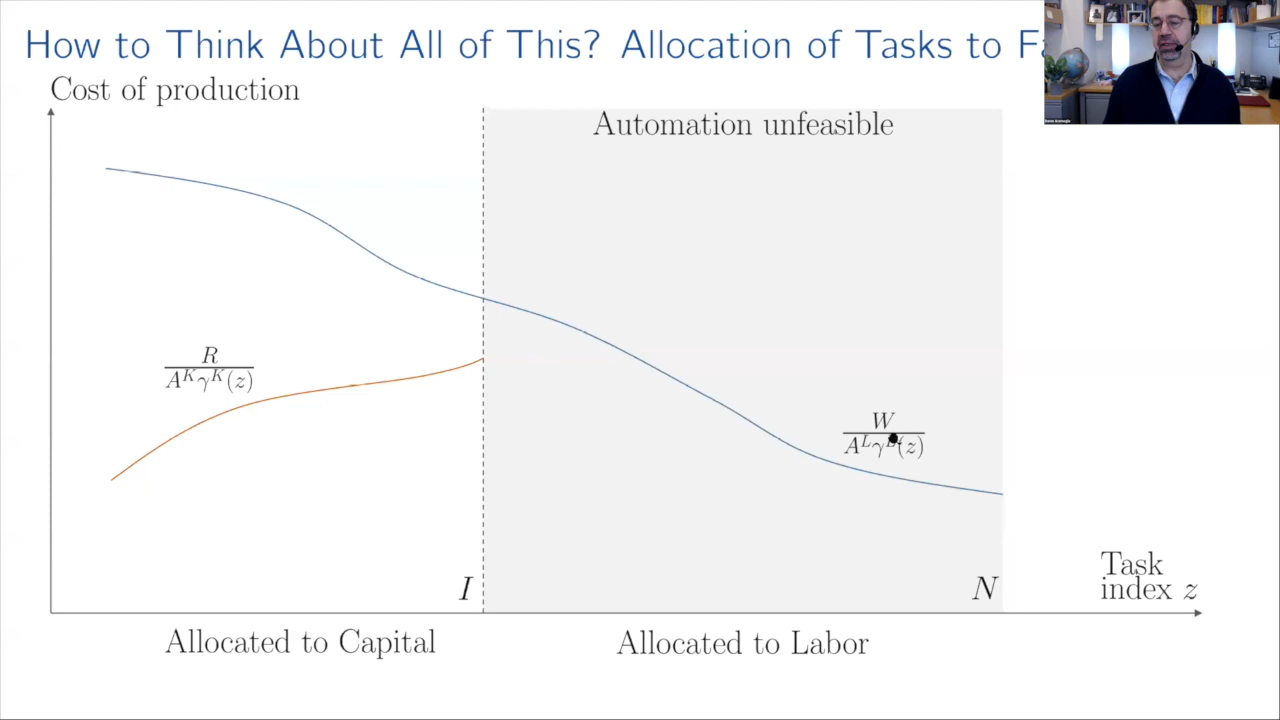 How to Think About All of This? Allocation of Tasks to
Cost of production
Automation unfeasible
R
A^K γ^K(z)
W
A^L γ^L(z)
Task
index z
I
N
Allocated to Capital
Allocated to Labor